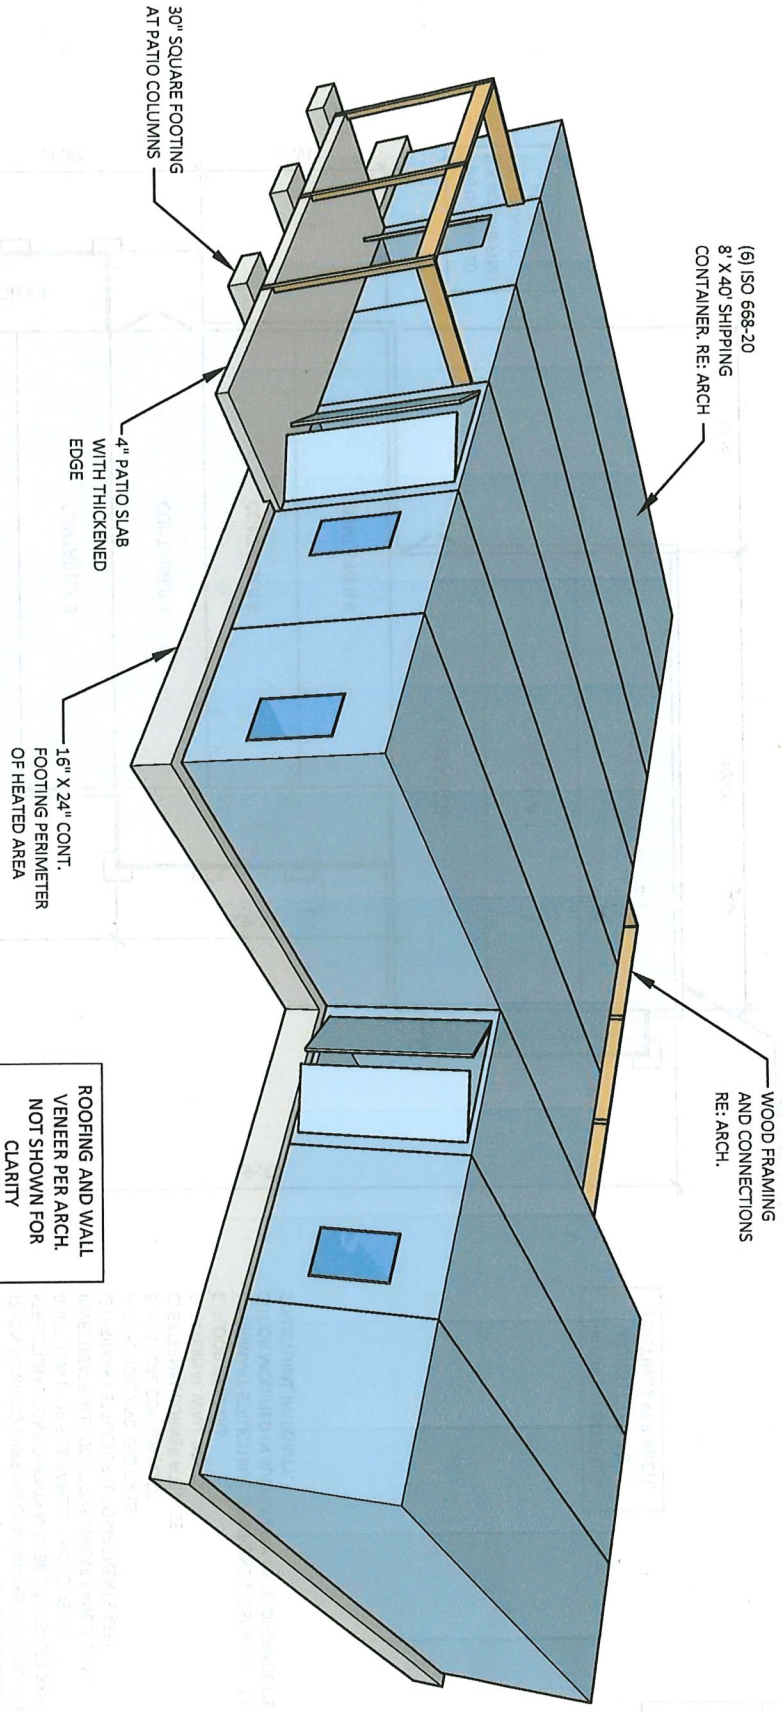 (6) ISO 668-20
8' X 40' SHIPPING
CONTAINER. RE: ARCH
WOOD FRAMING
AND CONNECTIONS
RE: ARCH.
30" SQUARE FOOTING
AT PATIO COLUMNS
4" PATIO SLAB
WITH THICKENED
EDGE
16" X 24" CONT.
FOOTING PERIMETER
OF HEATED AREA
ROOFING AND WALL
VENEER PER ARCH.
NOT SHOWN FOR
CLARITY